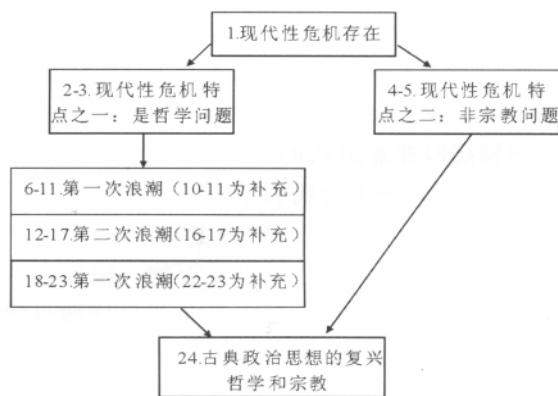 1.现代性危机存在
2-3.现代性危机特
点之一：是哲学问题
4-5.现代性危机特
点之二：非宗教问题
6-11.第一次浪潮（10-11为补充）
12-17.第二次浪潮(16-17为补充）
18-23.第一次浪潮(22-23为补充）
24.古典政治思想的复兴
哲学和宗教